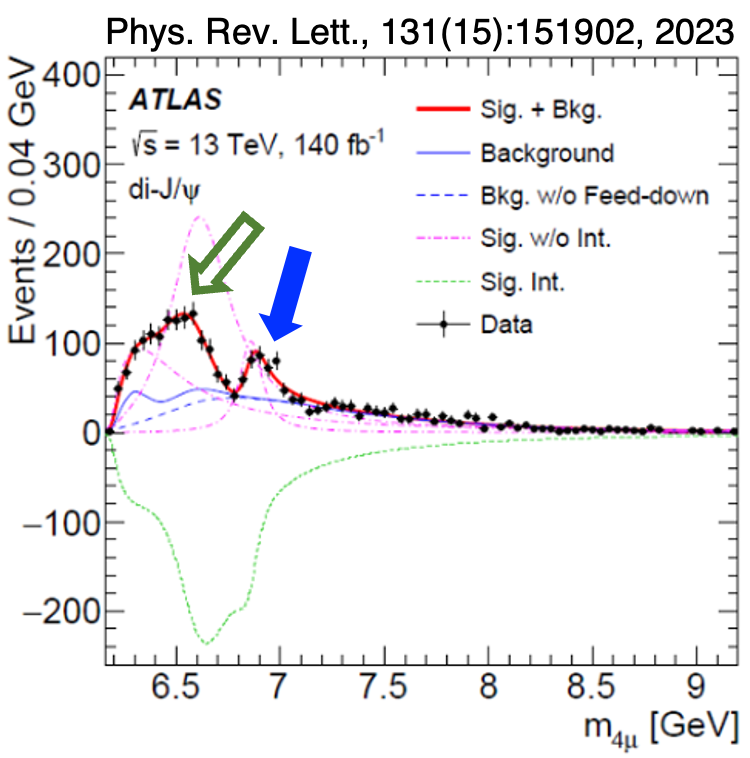 Phys. Rev. Lett., 131(15):151902, 2023
Events / 0.04 GeV
400
300
200
100
0
−100
−200
ATLAS
√s = 13 TeV, 140 fb⁻¹
di-J/ψ
Sig. + Bkg.
Background
Bkg. w/o Feed-down
Sig. w/o Int.
Sig. Int.
Data
6.5 7 7.5 8 8.5 9
m₄μ [GeV]